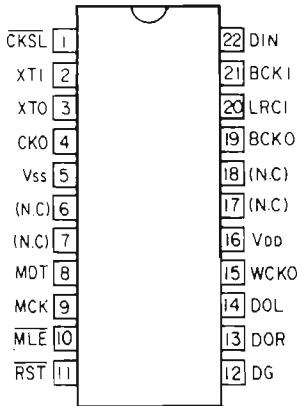 CKSL 1 22 DIN
XTI 2 21 BCKI
XTO 3 20 LRCI
CKO 4 19 BCKO
Vss 5 18 (N.C)
(N.C) 6 17 (N.C)
(N.C) 7 16 VDD
MDT 8 15 WCKO
MCK 9 14 DOL
MLE 10 13 DOR
RST 11 12 DG